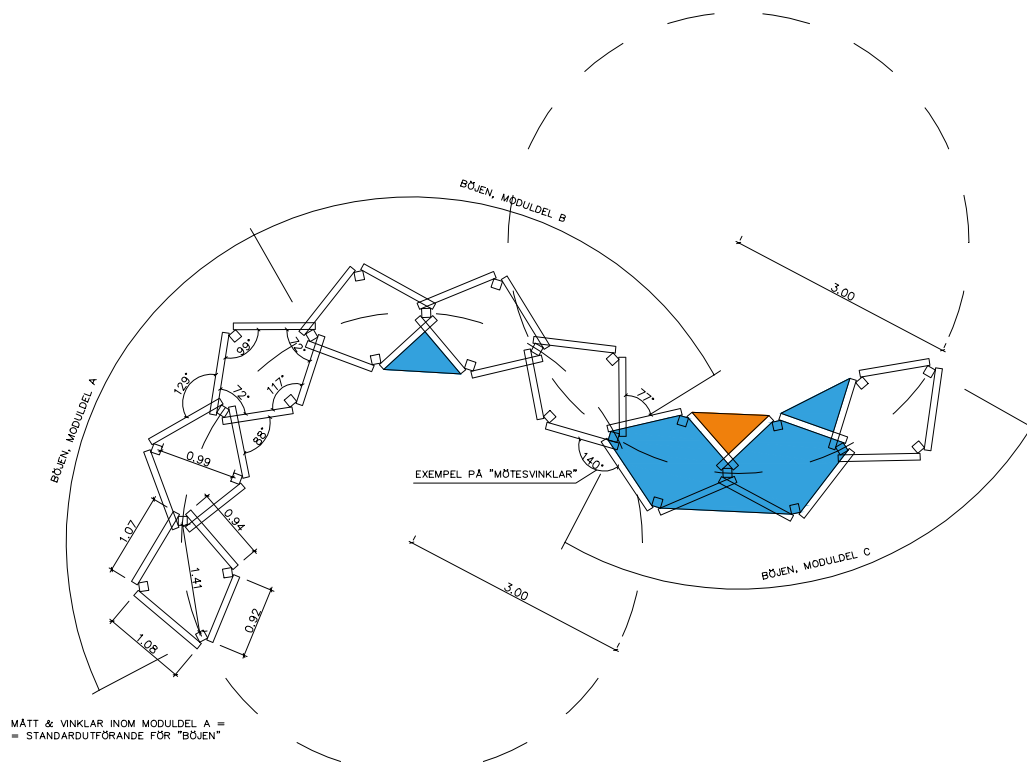 BÖJEN, MODULDEL B
3.00
BÖJEN, MODULDEL A
99°
72°
129°
72°
117°
88°
77°
0.99
140°
EXEMPEL PÅ "MÖTESVINKLAR"
1.07
0.94
1.41
BÖJEN, MODULDEL C
3.00
0.92
1.08
MÅTT & VINKLAR INOM MODULDEL A =
= STANDARDUTFÖRANDE FÖR "BÖJEN"